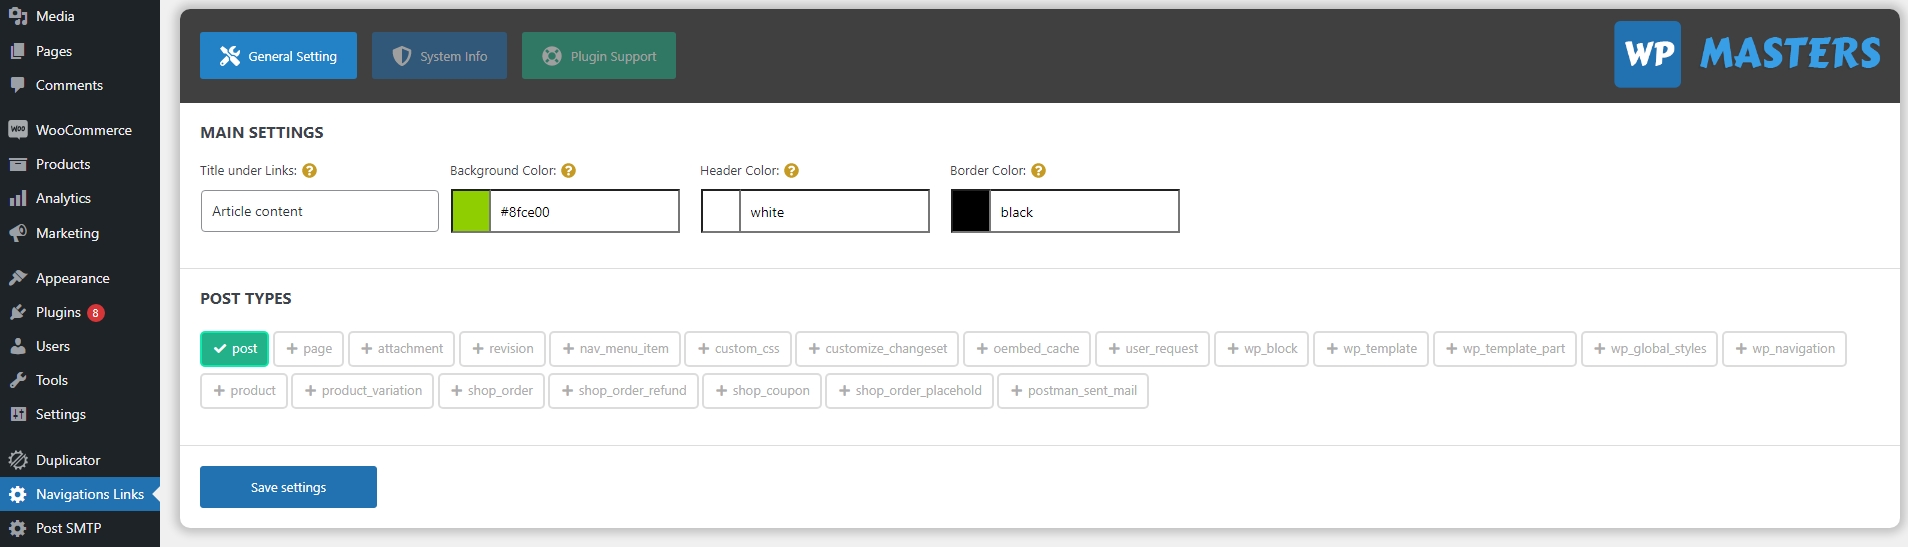 Media
Pages
Comments
WooCommerce
Products
Analytics
Marketing
Appearance
Plugins 8
Users
Tools
Settings
Duplicator
Navigations Links
Post SMTP
General Setting System Info Plugin Support
WP MASTERS
MAIN SETTINGS
Title under Links: ? Background Color: ? Header Color: ? Border Color: ?
Article content #8fce00 white black
POST TYPES
post page attachment revision nav_menu_item custom_css customize_changeset oembed_cache user_request wp_block wp_template wp_template_part wp_global_styles wp_navigation
product product_variation shop_order shop_order_refund shop_coupon shop_order_placehold postman_sent_mail
Save settings